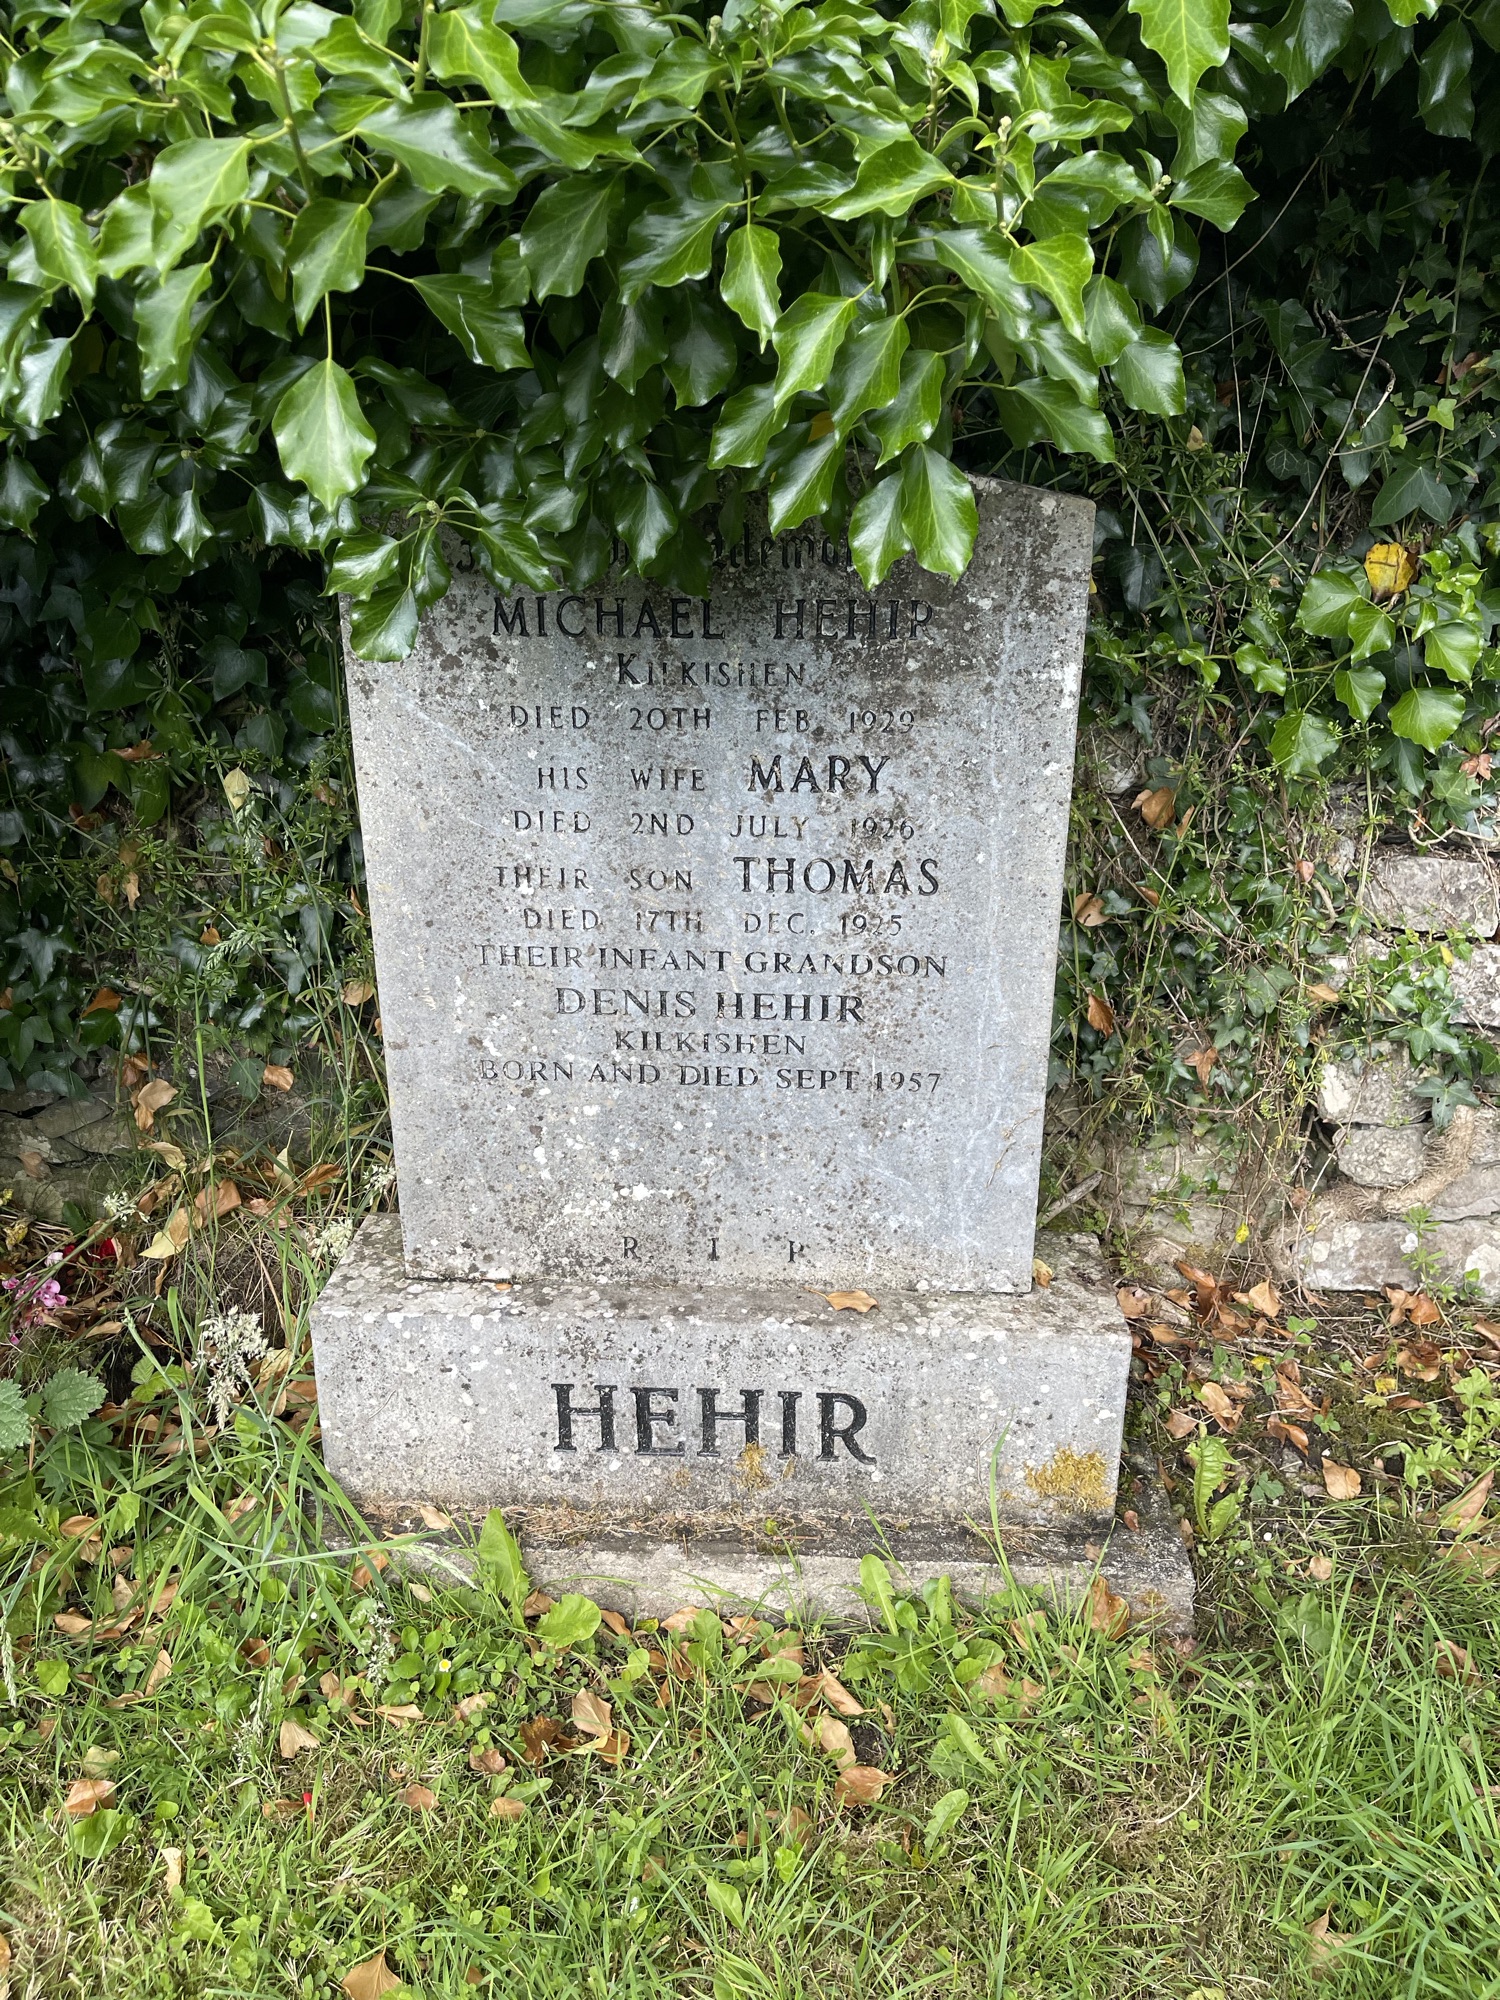 MICHAEL HEHIR
KILKISHEN
DIED 20TH FEB. 1929
HIS WIFE MARY
DIED 2ND JULY 1926
THEIR SON THOMAS
DIED 17TH DEC. 1925
THEIR INFANT GRANDSON
DENIS HEHIR
KILKISHEN
BORN AND DIED SEPT 1957
R I P
HEHIR